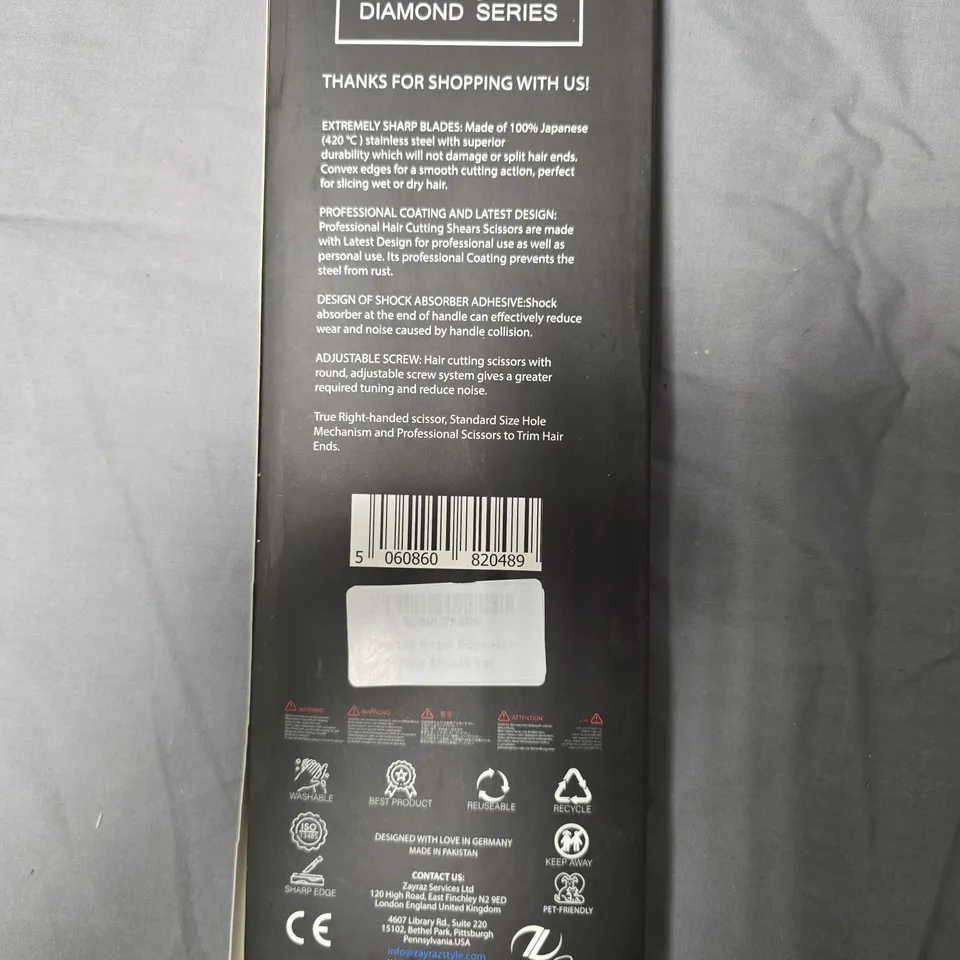 DIAMOND SERIES
THANKS FOR SHOPPING WITH US!
EXTREMELY SHARP BLADES: Made of 100% Japanese
(420 °C ) stainless steel with superior
durability which will not damage or split hair ends.
Convex edges for a smooth cutting action, perfect
for slicing wet or dry hair.
PROFESSIONAL COATING AND LATEST DESIGN:
Professional Hair Cutting Shears Scissors are made
with Latest Design for professional use as well as
personal use. Its professional Coating prevents the
steel from rust.
DESIGN OF SHOCK ABSORBER ADHESIVE:Shock
absorber at the end of handle can effectively reduce
wear and noise caused by handle collision.
ADJUSTABLE SCREW: Hair cutting scissors with
round, adjustable screw system gives a greater
required tuning and reduce noise.
True Right-handed scissor, Standard Size Hole
Mechanism and Professional Scissors to Trim Hair
Ends.
5 060860 820489
WARNING
WARNUNG
ATTENTION
WASHABLE
BEST PRODUCT
REUSEABLE
RECYCLE
ISO
13485
DESIGNED WITH LOVE IN GERMANY
MADE IN PAKISTAN
KEEP AWAY
SHARP EDGE
CONTACT US:
Zayraz Services Ltd
120 High Road, East Finchley N2 9ED
London England United Kingdom
PET-FRIENDLY
4607 Library Rd., Suite 220
15102, Bethel Park, Pittsburgh
Pennsylvania.USA
info@zayrazstyle.com
CE